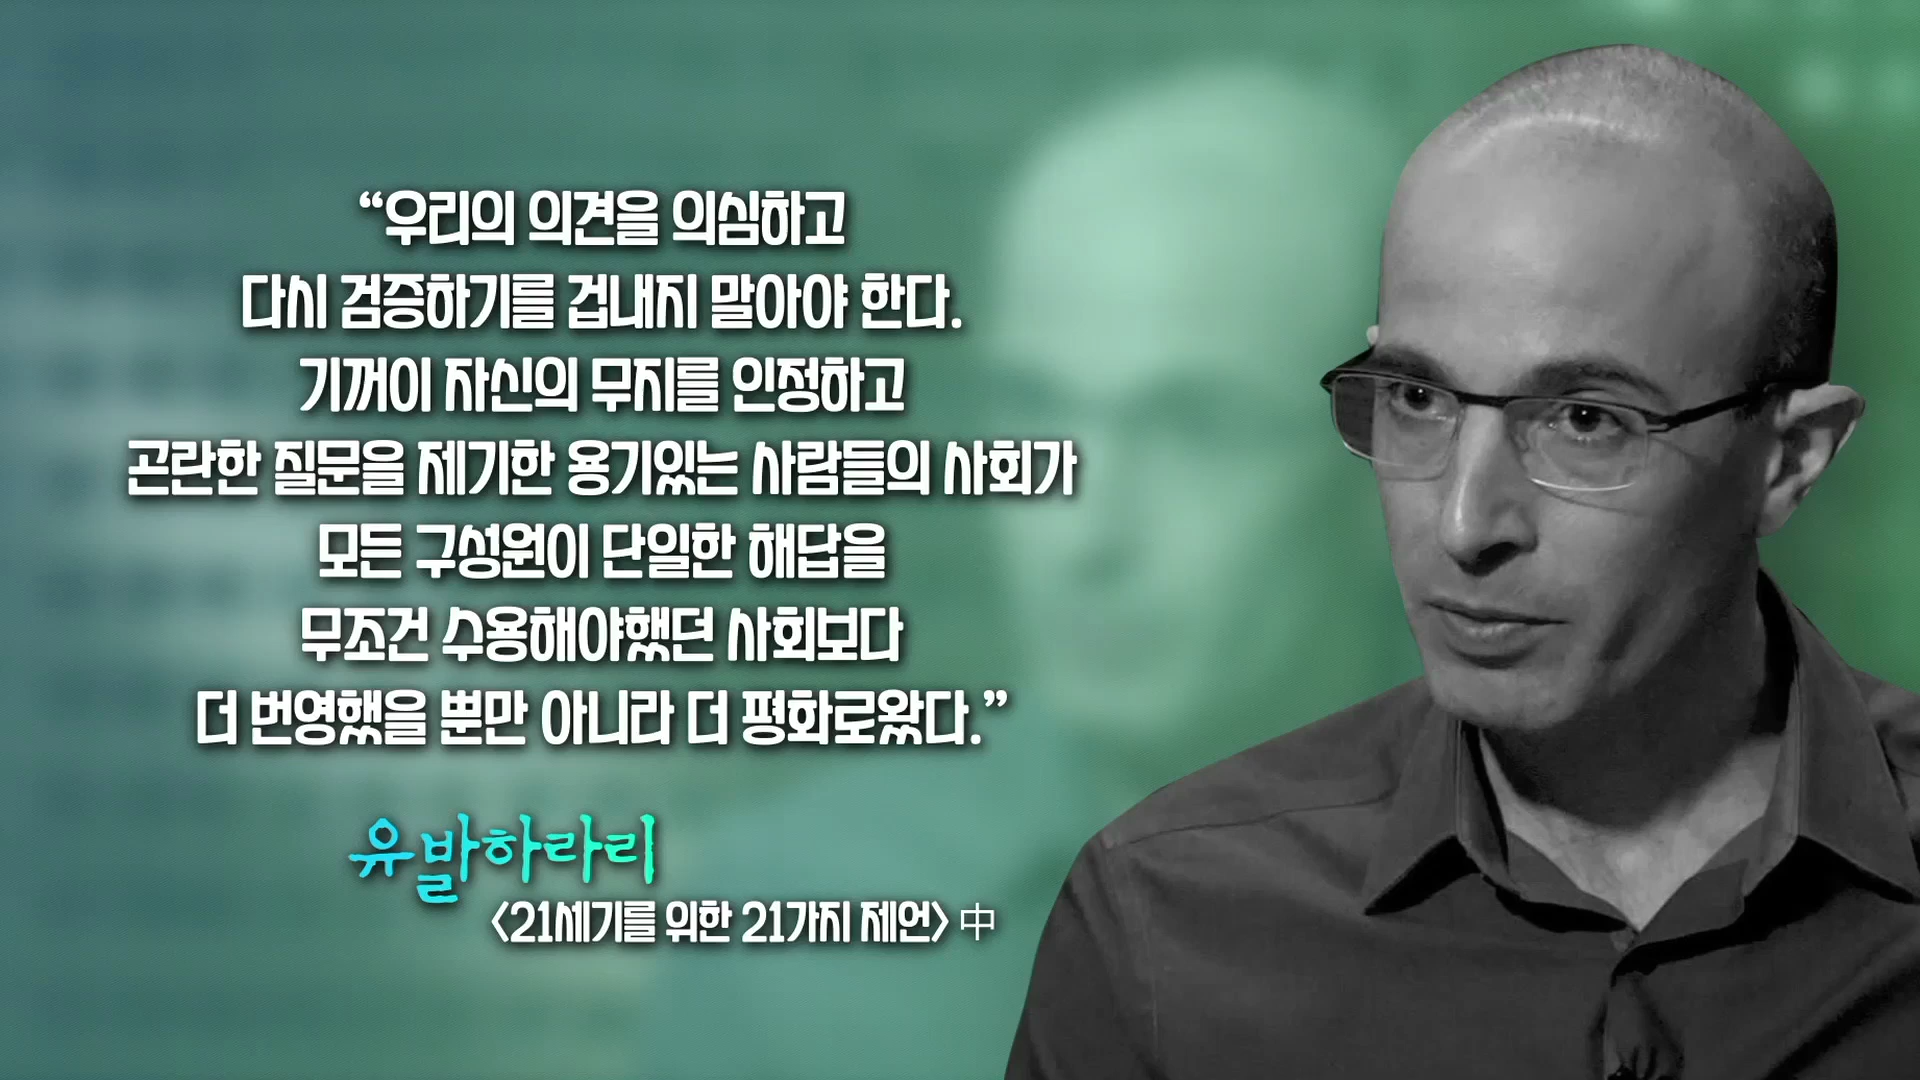 “우리의 의견을 의심하고
다시 검증하기를 겁내지 말아야 한다.
기꺼이 자신의 무지를 인정하고
곤란한 질문을 제기한 용기있는 사람들의 사회가
모든 구성원이 단일한 해답을
무조건 수용해야했던 사회보다
더 번영했을 뿐만 아니라 더 평화로왔다.”
유발하라리
<21세기를 위한 21가지 제언> 中